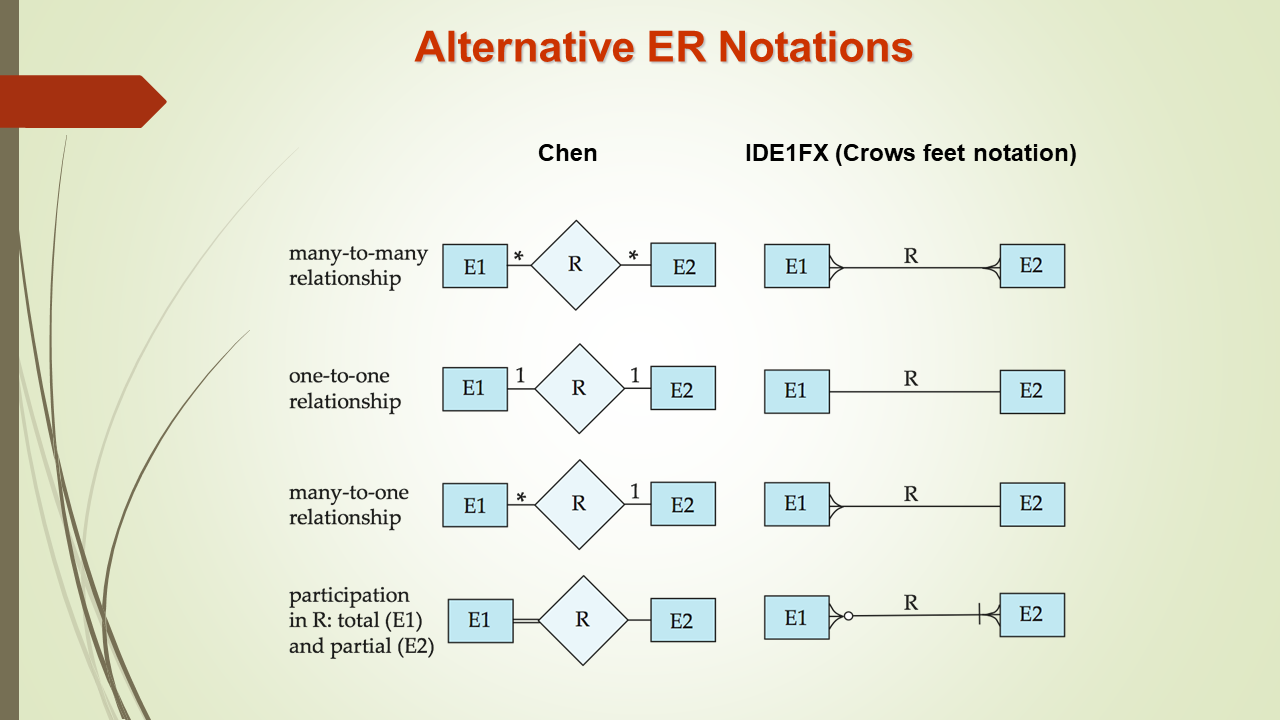 Alternative ER Notations
Chen
IDE1FX (Crows feet notation)
many-to-many
relationship
E1 * R * E2
E1 R E2
one-to-one
relationship
E1 1 R 1 E2
E1 R E2
many-to-one
relationship
E1 * R 1 E2
E1 R E2
participation
in R: total (E1)
and partial (E2)
E1 R E2
E1 R E2